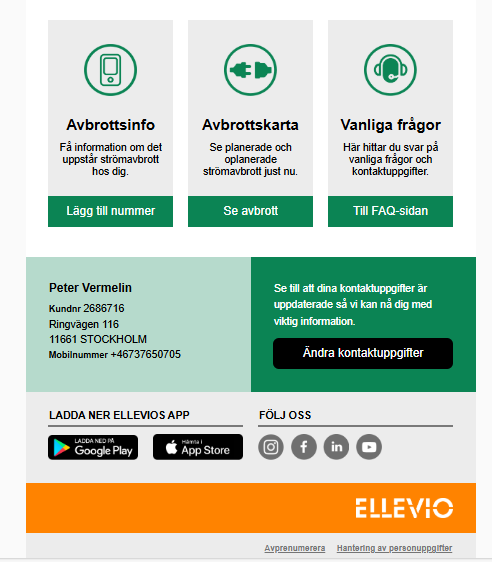 Avbrottsinfo
Få information om det
uppstår strömavbrott
hos dig.
Lägg till nummer
Avbrottskarta
Se planerade och
oplanerade
strömavbrott just nu.
Se avbrott
Vanliga frågor
Här hittar du svar på
vanliga frågor och
kontaktuppgifter.
Till FAQ-sidan
Peter Vermelin
Kundnr 2686716
Ringvägen 116
11661 STOCKHOLM
Mobilnummer +46737650705
Se till att dina kontaktuppgifter är
uppdaterade så vi kan nå dig med
viktig information.
Ändra kontaktuppgifter
LADDA NER ELLEVIOS APP
LADDA NED PÅ
Google Play
Hämta i
App Store
FÖLJ OSS
ELLEVIO
Avprenumerera Hantering av personuppgifter